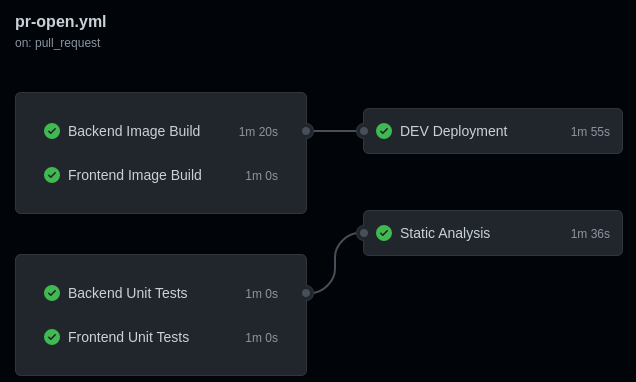 pr-open.yml
on: pull_request
Backend Image Build 1m 20s
Frontend Image Build 1m 0s
DEV Deployment 1m 55s
Static Analysis 1m 36s
Backend Unit Tests 1m 0s
Frontend Unit Tests 1m 0s